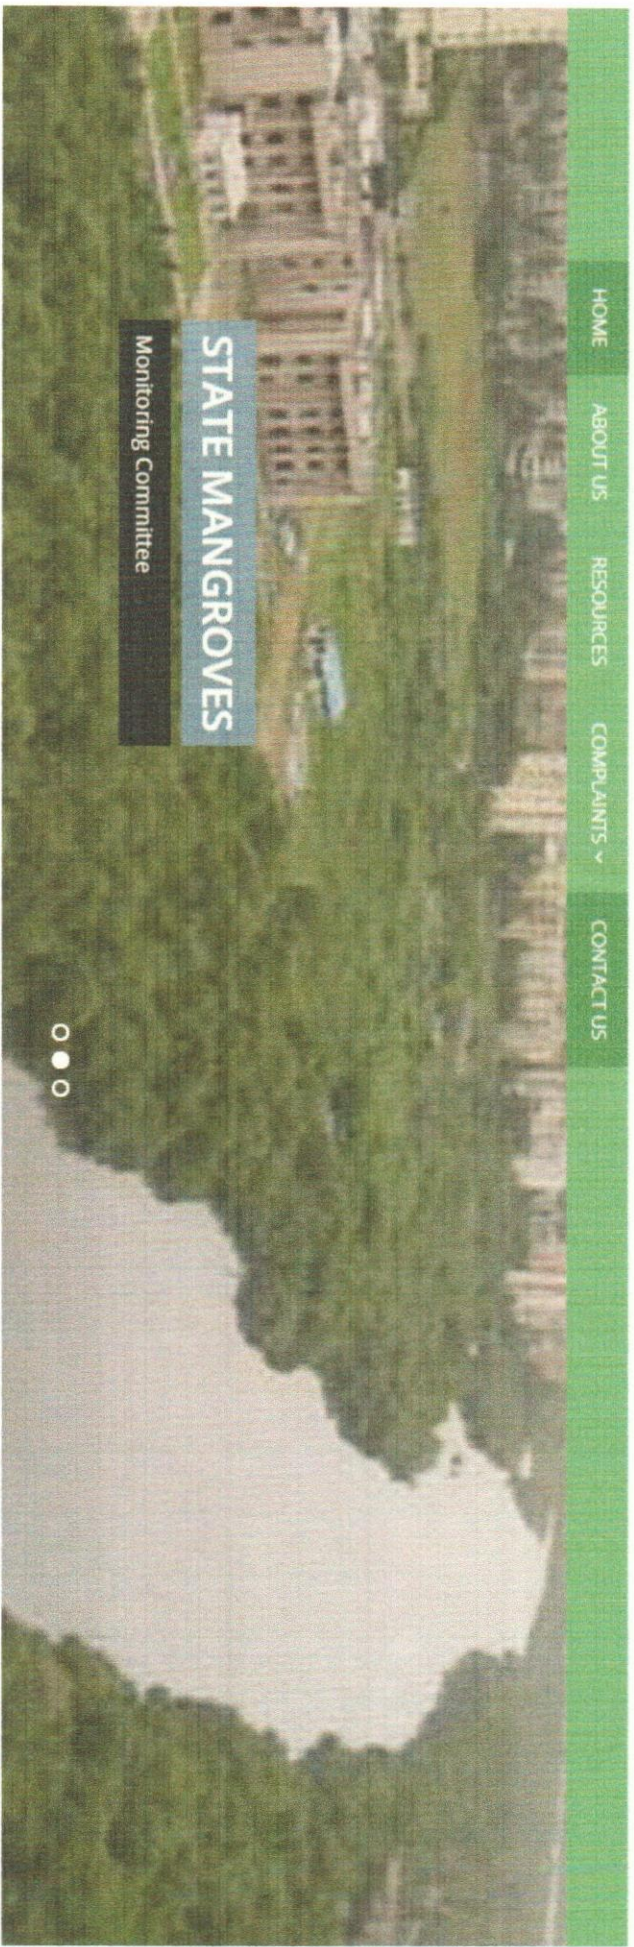 HOME ABOUT US RESOURCES COMPLAINTS CONTACT US
STATE MANGROVES
Monitoring Committee